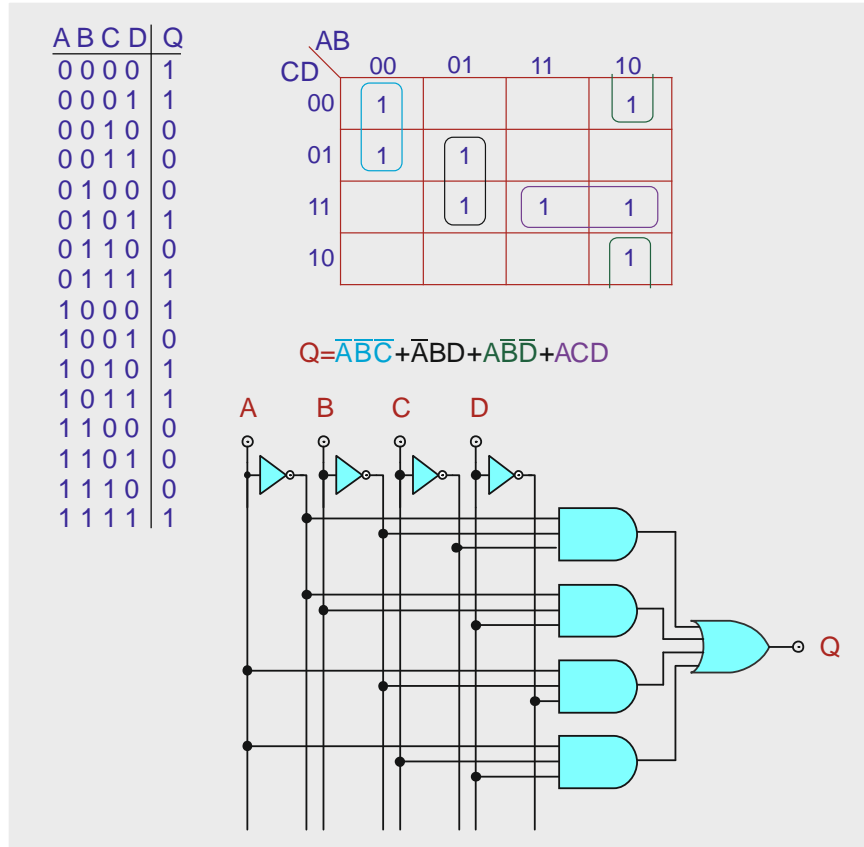 A B C D Q
0 0 0 0 1
0 0 0 1 1
0 0 1 0 0
0 0 1 1 0
0 1 0 0 0
0 1 0 1 1
0 1 1 0 0
0 1 1 1 1
1 0 0 0 1
1 0 0 1 0
1 0 1 0 1
1 0 1 1 1
1 1 0 0 0
1 1 0 1 0
1 1 1 0 0
1 1 1 1 1
AB
CD 00 01 11 10
00 1 1
01 1 1
11 1 1 1
10 1
Q=A̅B̅C̅+A̅BD+AB̅D̅+ACD
A B C D
Q